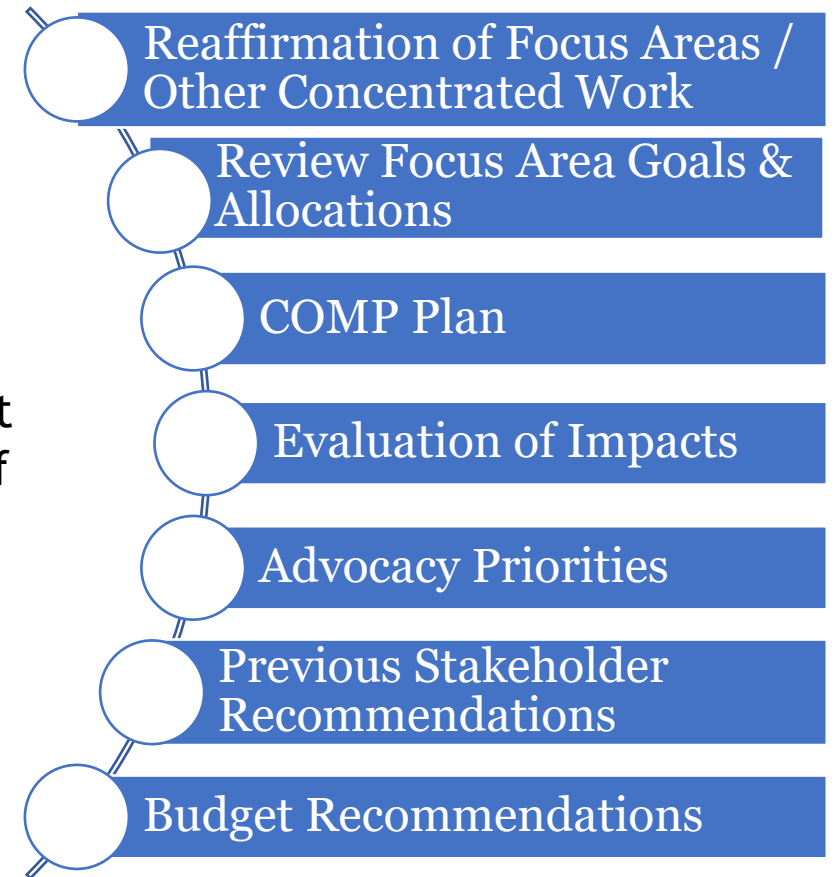 Reaffirmation of Focus Areas /
Other Concentrated Work
Review Focus Area Goals &
Allocations
COMP Plan
Evaluation of Impacts
Advocacy Priorities
Previous Stakeholder
Recommendations
Budget Recommendations